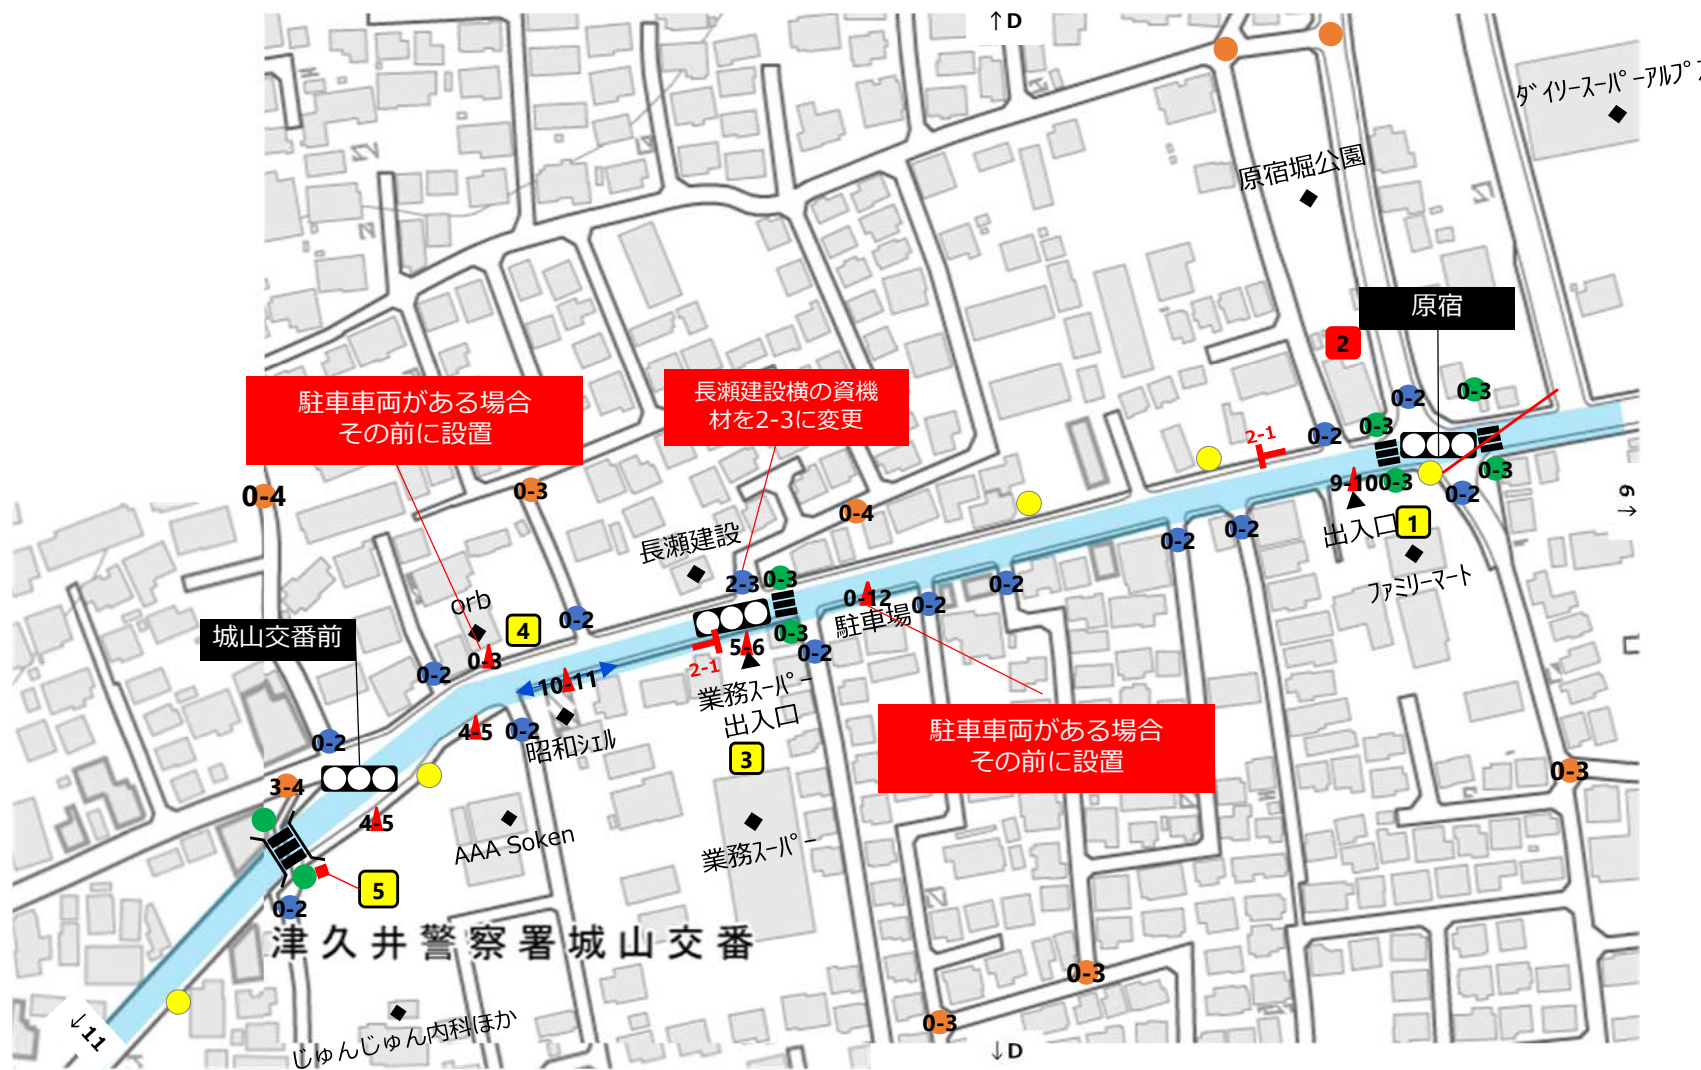 ↑D
ダイソースーパーアルプス
原宿堀公園
原宿
2
駐車車両がある場合
その前に設置
長瀬建設横の資機
材を2-3に変更
0-2
0-3
0-3
2-1
0-2
0-4
0-3
0-4
9-10
0-3
0-3
0-2
6↑
出入口
1
ファミリーマート
0-2
0-2
長瀬建設
2-3
0-3
0-2
0-12
0-2
駐車場
orb
4
0-2
城山交番前
0-3
0-2
10-11
2-1
5-6
0-3
0-2
業務スーパー
出入口
3
4-5
0-2
昭和シェル
0-2
駐車車両がある場合
その前に設置
0-3
3-4
4-5
AAA Soken
業務スーパー
5
0-2
津久井警察署城山交番
0-3
0-3
じゅんじゅん内科ほか
↓11
↓D